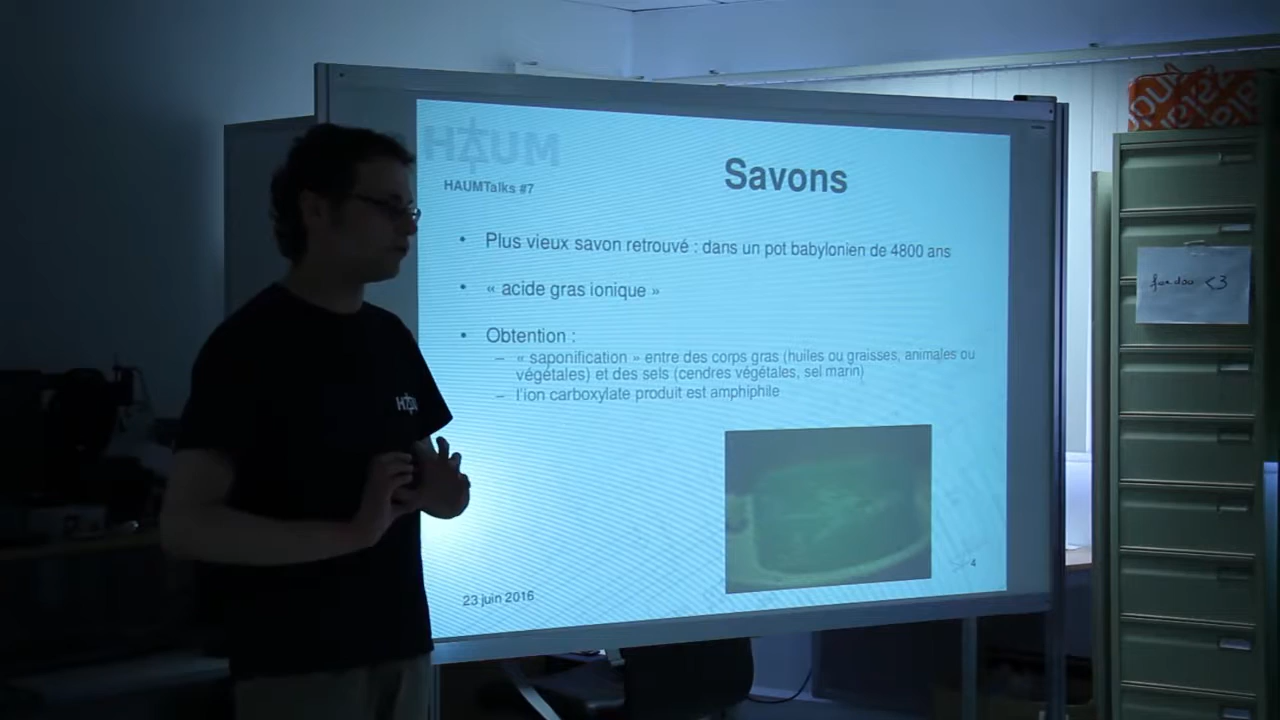 HAUM
HAUMTalks #7
Savons
• Plus vieux savon retrouvé : dans un pot babylonien de 4800 ans
• « acide gras ionique »
• Obtention :
– « saponification » entre des corps gras (huiles ou graisses, animales ou
végétales) et des sels (cendres végétales, sel marin)
– l'ion carboxylate produit est amphiphile
4
23 juin 2016
HAUM
<3